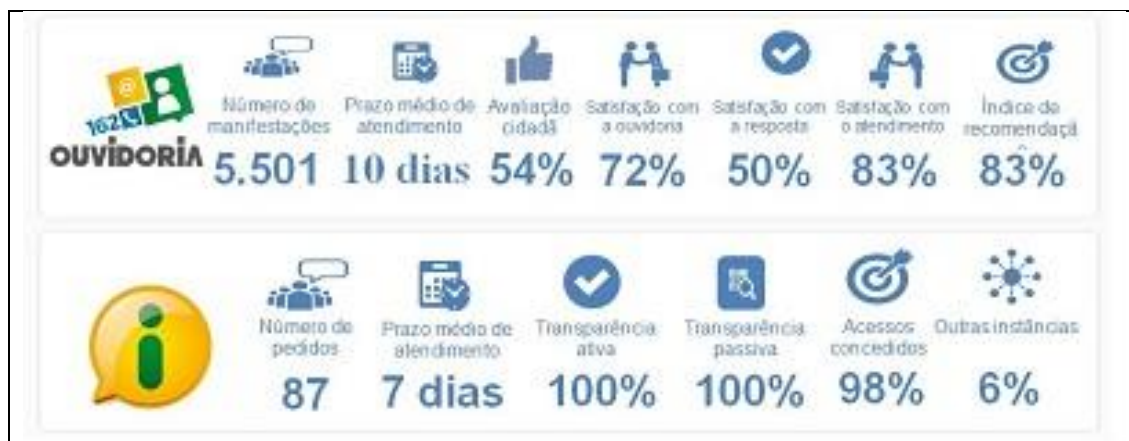 @
162
OUVIDORIA
Número de manifestações
5.501
Prazo médio de atendimento
10 dias
Avaliação cidadã
54%
Satisfação com a ouvidoria
72%
Satisfação com a resposta
50%
Satisfação com o atendimento
83%
Índice de recomendaçã
83%
i
Número de pedidos
87
Prazo médio de atendimento
7 dias
Transparência ativa
100%
Transparência passiva
100%
Acessos concedidos
98%
Outras instâncias
6%